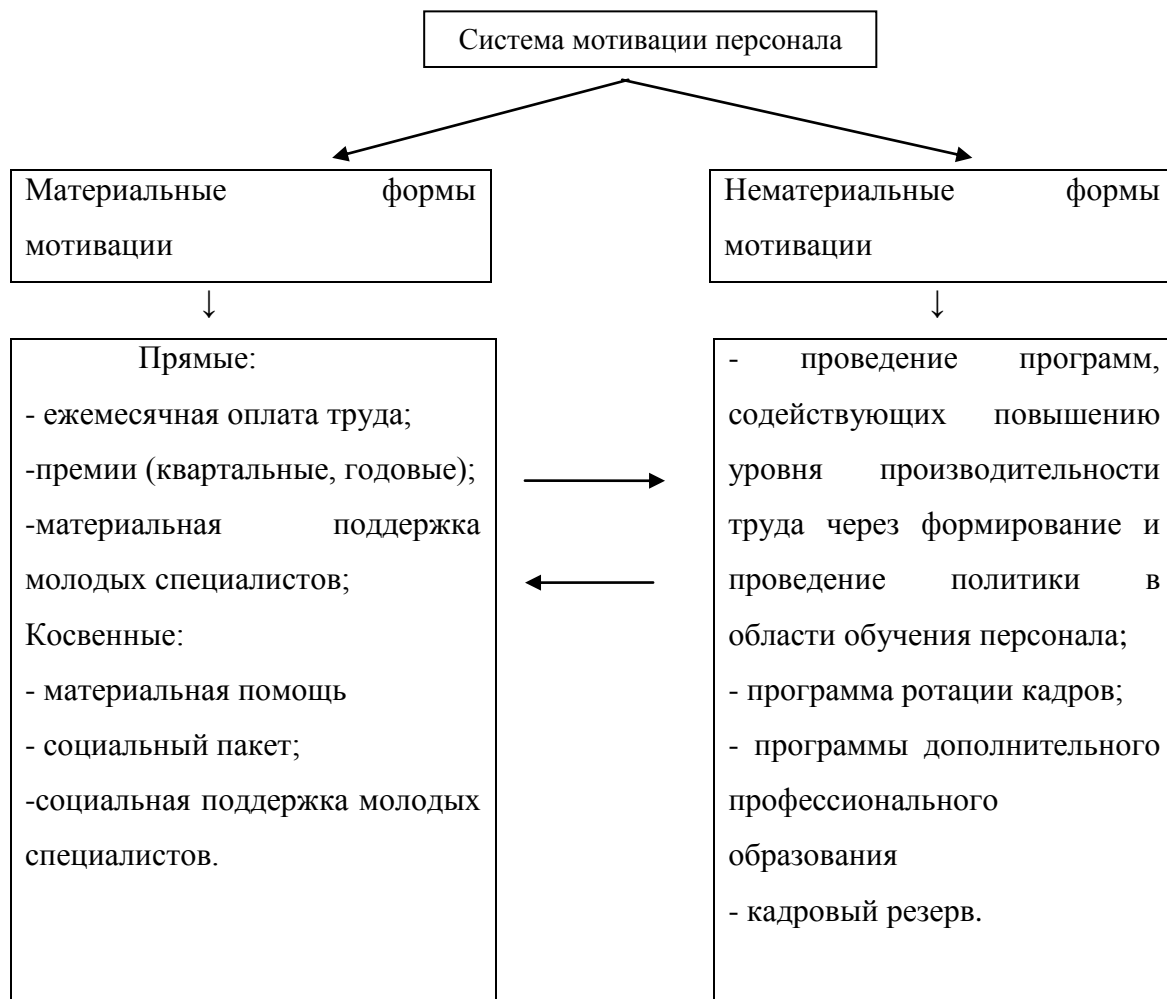 Система мотивации персонала
Материальные формы
мотивации
Нематериальные формы
мотивации
↓
↓
Прямые:
- ежемесячная оплата труда;
-премии (квартальные, годовые);
-материальная поддержка
молодых специалистов;
Косвенные:
- материальная помощь
- социальный пакет;
-социальная поддержка молодых
специалистов.
- проведение программ,
содействующих повышению
уровня производительности
труда через формирование и
проведение политики в
области обучения персонала;
- программа ротации кадров;
- программы дополнительного
профессионального
образования
- кадровый резерв.